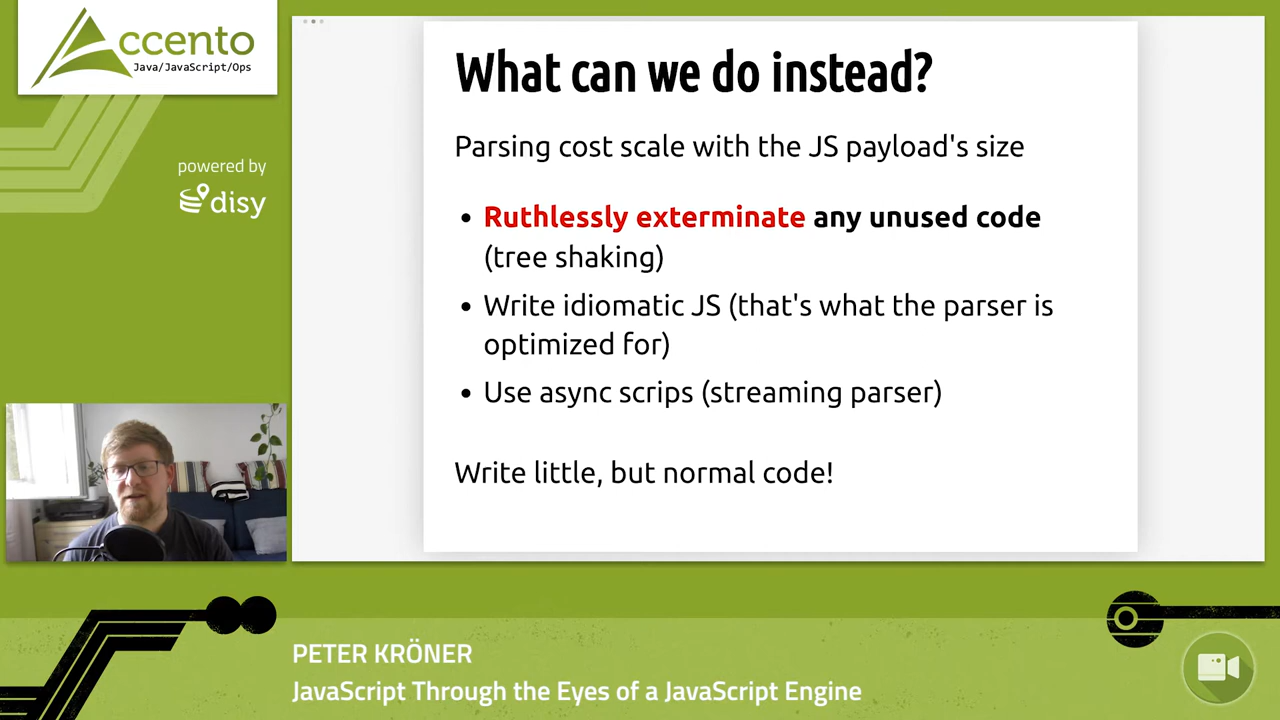 Accento
Java/JavaScript/Ops
powered by
disy
What can we do instead?
Parsing cost scale with the JS payload's size
• Ruthlessly exterminate any unused code
(tree shaking)
• Write idiomatic JS (that's what the parser is
optimized for)
• Use async scrips (streaming parser)
Write little, but normal code!
PETER KRÖNER
JavaScript Through the Eyes of a JavaScript Engine